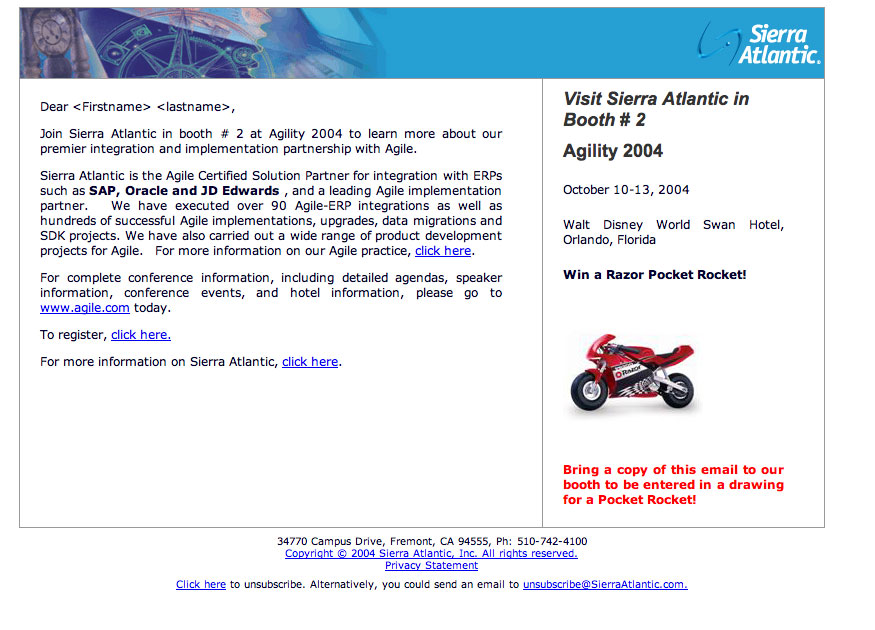 Sierra
Atlantic.
Dear <Firstname> <lastname>,
Join Sierra Atlantic in booth # 2 at Agility 2004 to learn more about our
premier integration and implementation partnership with Agile.
Sierra Atlantic is the Agile Certified Solution Partner for integration with ERPs
such as SAP, Oracle and JD Edwards , and a leading Agile implementation
partner. We have executed over 90 Agile-ERP integrations as well as
hundreds of successful Agile implementations, upgrades, data migrations and
SDK projects. We have also carried out a wide range of product development
projects for Agile. For more information on our Agile practice, click here.
For complete conference information, including detailed agendas, speaker
information, conference events, and hotel information, please go to
www.agile.com today.
To register, click here.
For more information on Sierra Atlantic, click here.
Visit Sierra Atlantic in
Booth # 2
Agility 2004
October 10-13, 2004
Walt Disney World Swan Hotel,
Orlando, Florida
Win a Razor Pocket Rocket!
Razor
Bring a copy of this email to our
booth to be entered in a drawing
for a Pocket Rocket!
34770 Campus Drive, Fremont, CA 94555, Ph: 510-742-4100
Copyright © 2004 Sierra Atlantic, Inc. All rights reserved.
Privacy Statement
Click here to unsubscribe. Alternatively, you could send an email to unsubscribe@SierraAtlantic.com.